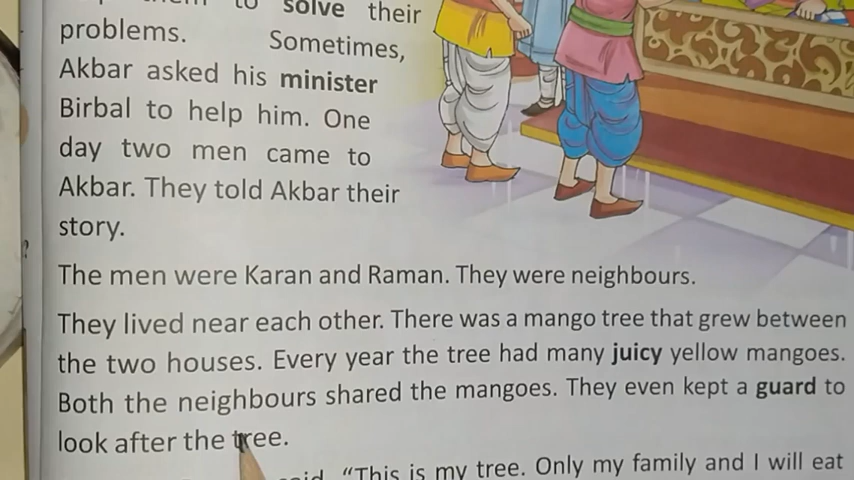 to solve their
problems. Sometimes,
Akbar asked his minister
Birbal to help him. One
day two men came to
Akbar. They told Akbar their
story.
The men were Karan and Raman. They were neighbours.
They lived near each other. There was a mango tree that grew between
the two houses. Every year the tree had many juicy yellow mangoes.
Both the neighbours shared the mangoes. They even kept a guard to
look after the tree.
"This is my tree. Only my family and I will eat